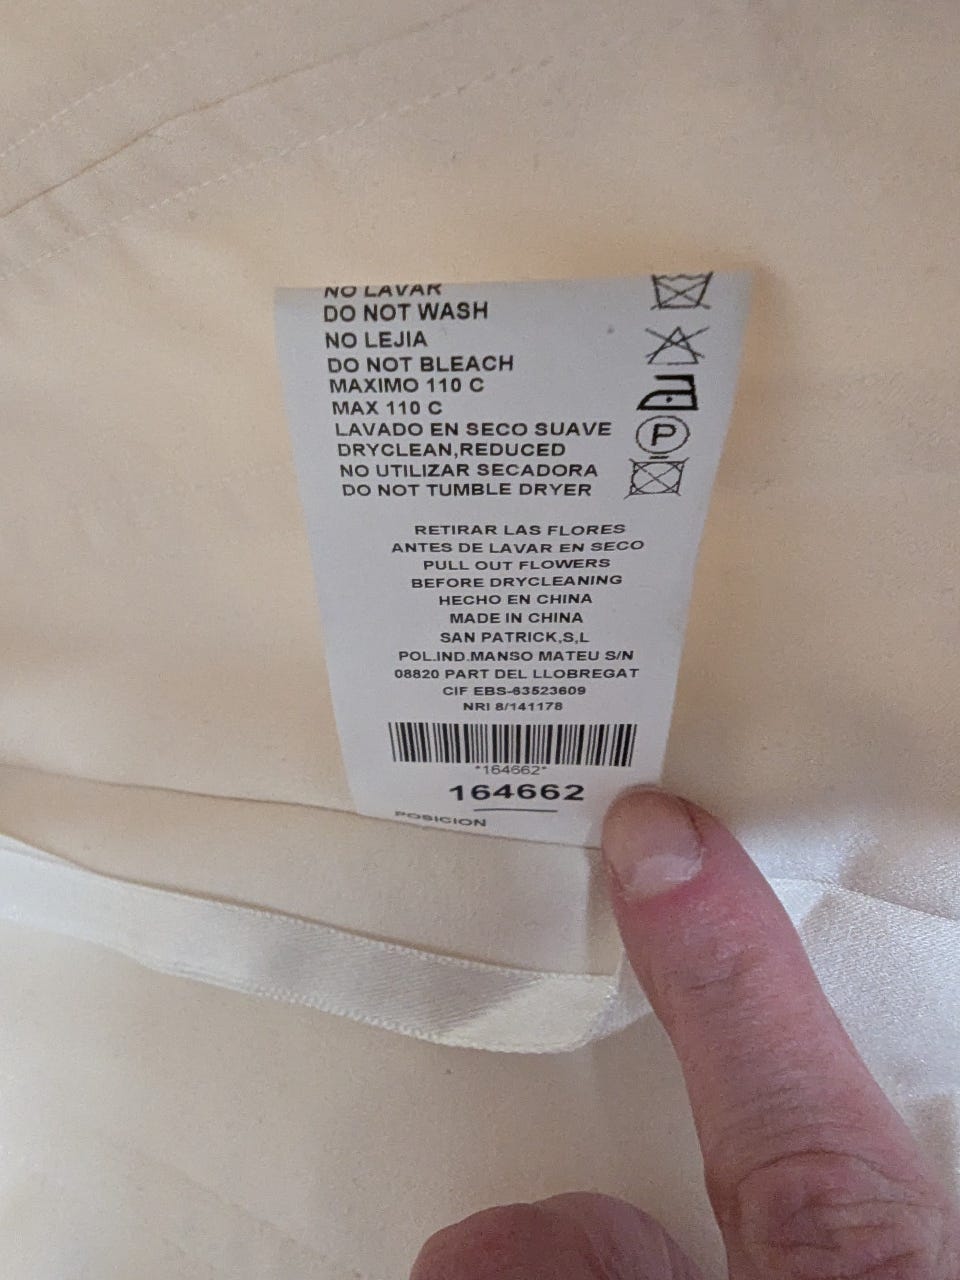 NO LAVAR
DO NOT WASH
NO LEJIA
DO NOT BLEACH
MAXIMO 110 C
MAX 110 C
LAVADO EN SECO SUAVE
P
DRYCLEAN,REDUCED
NO UTILIZAR SECADORA
DO NOT TUMBLE DRYER
RETIRAR LAS FLORES
ANTES DE LAVAR EN SECO
PULL OUT FLOWERS
BEFORE DRYCLEANING
HECHO EN CHINA
MADE IN CHINA
SAN PATRICK,S,L
POL.IND.MANSO MATEU S/N
08820 PART DEL LLOBREGAT
CIF EBS-63523609
NRI 8/141178
*164662*
164662
POSICION